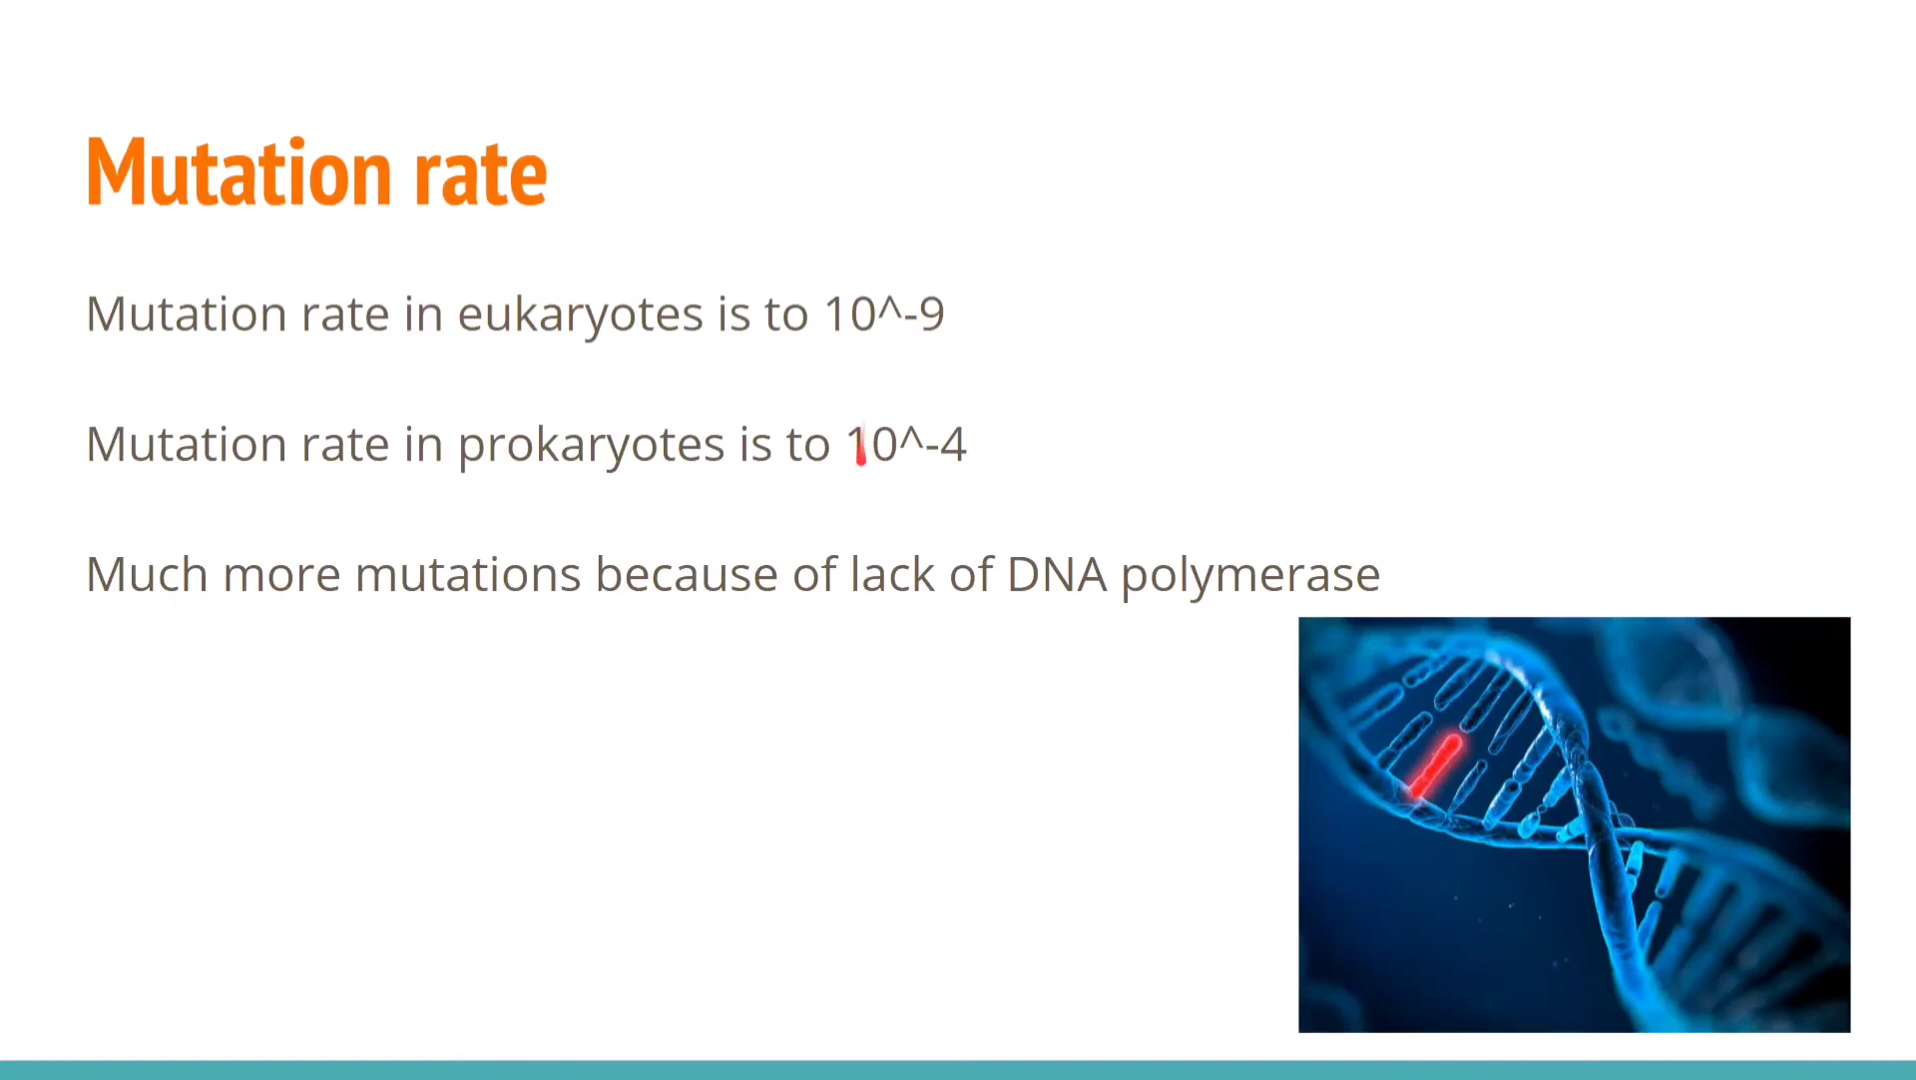 Mutation rate
Mutation rate in eukaryotes is to 10^-9
Mutation rate in prokaryotes is to 10^-4
Much more mutations because of lack of DNA polymerase